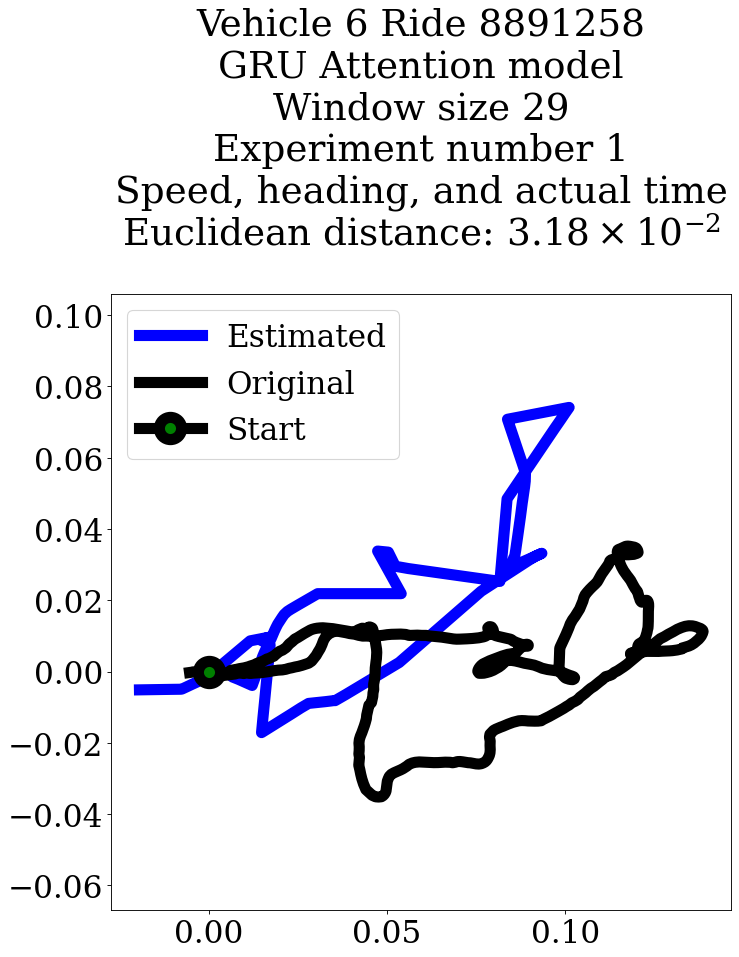 Vehicle 6 Ride 8891258
GRU Attention model
Window size 29
Experiment number 1
Speed, heading, and actual time
Euclidean distance: 3.18 × 10⁻²
Estimated
Original
Start
0.10
0.08
0.06
0.04
0.02
0.00
−0.02
−0.04
−0.06
0.00 0.05 0.10